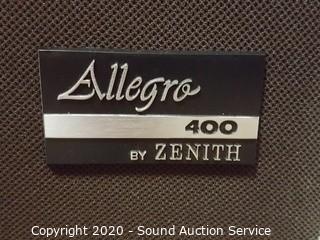 Allegro
400
BY ZENITH
Copyright 2020 - Sound Auction Service